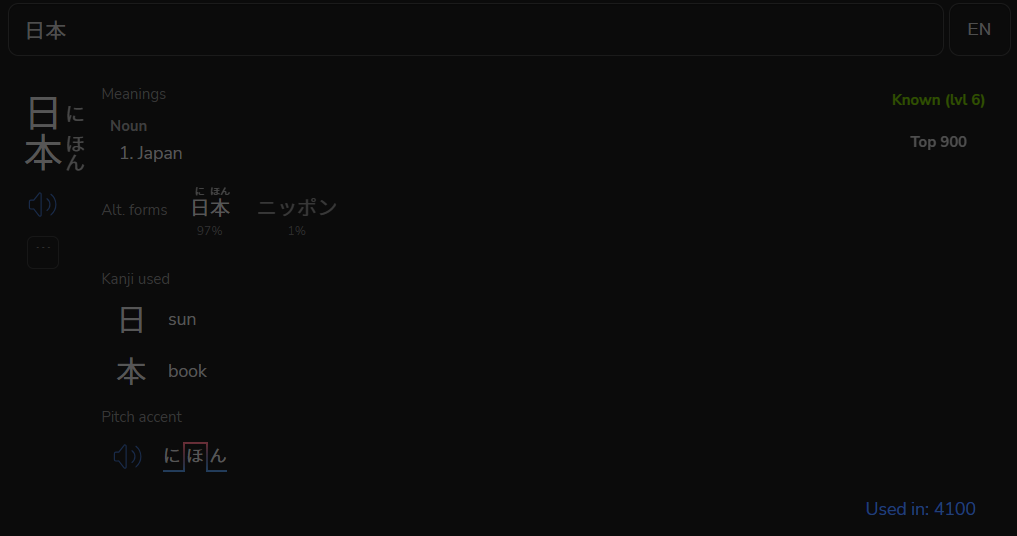 日本
EN
日本
に
ほん
Meanings
Known (lvl 6)
Noun
1. Japan
Top 900
Alt. forms
に ほん
日本
ニッポン
97%
1%
...
Kanji used
日 sun
本 book
Pitch accent
にほん
Used in: 4100